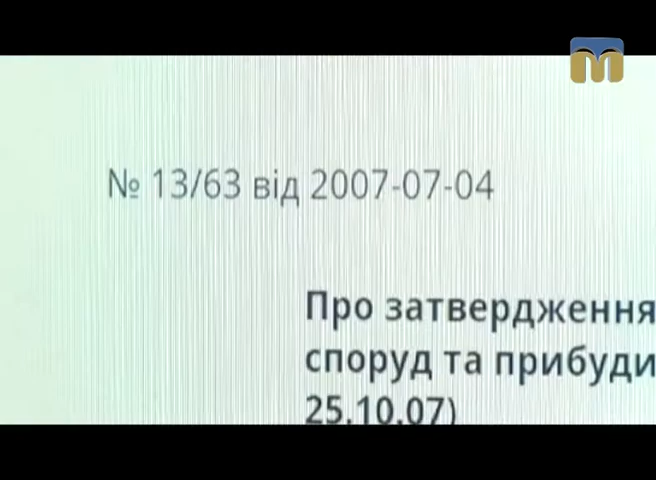 № 13/63 від 2007-07-04
Про затвердження
споруд та прибуди
25.10.07)